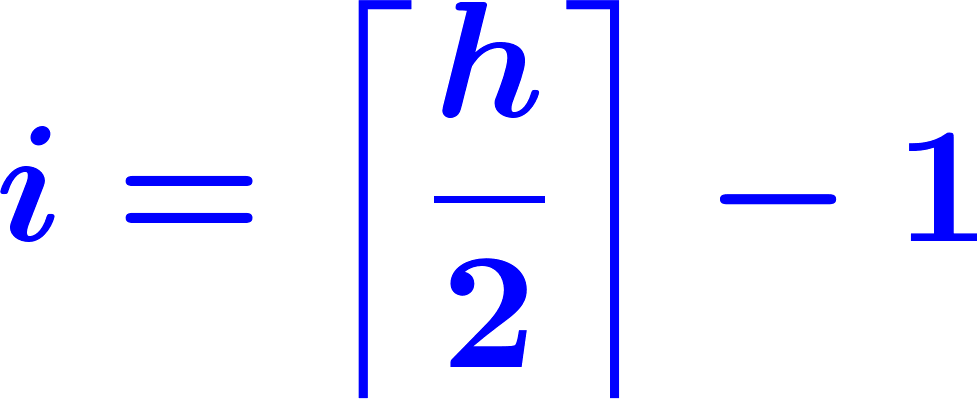 i = ⌈h/2⌉ − 1